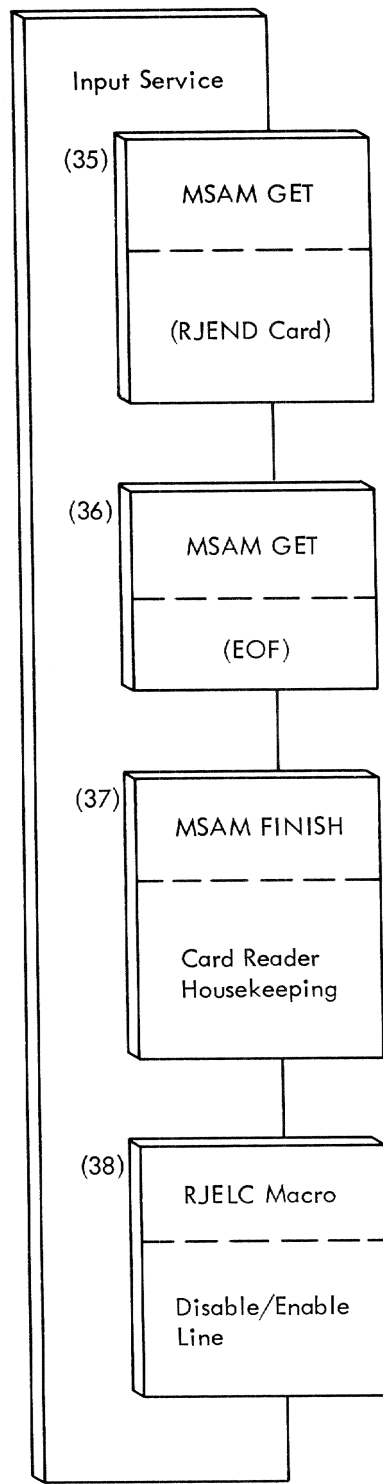 Input Service
(35)
MSAM GET
(RJEND Card)
(36)
MSAM GET
(EOF)
(37)
MSAM FINISH
Card Reader
Housekeeping
(38)
RJELC Macro
Disable/Enable
Line